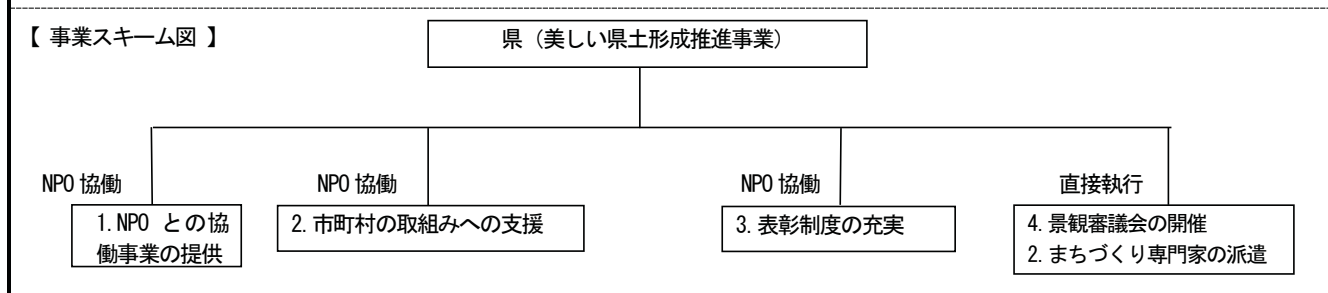 【 事業スキーム図 】
県（美しい県土形成推進事業）
NPO 協働
NPO 協働
NPO 協働
直接執行
1. NPO との協
働事業の提供
2. 市町村の取組みへの支援
3. 表彰制度の充実
4. 景観審議会の開催
2. まちづくり専門家の派遣